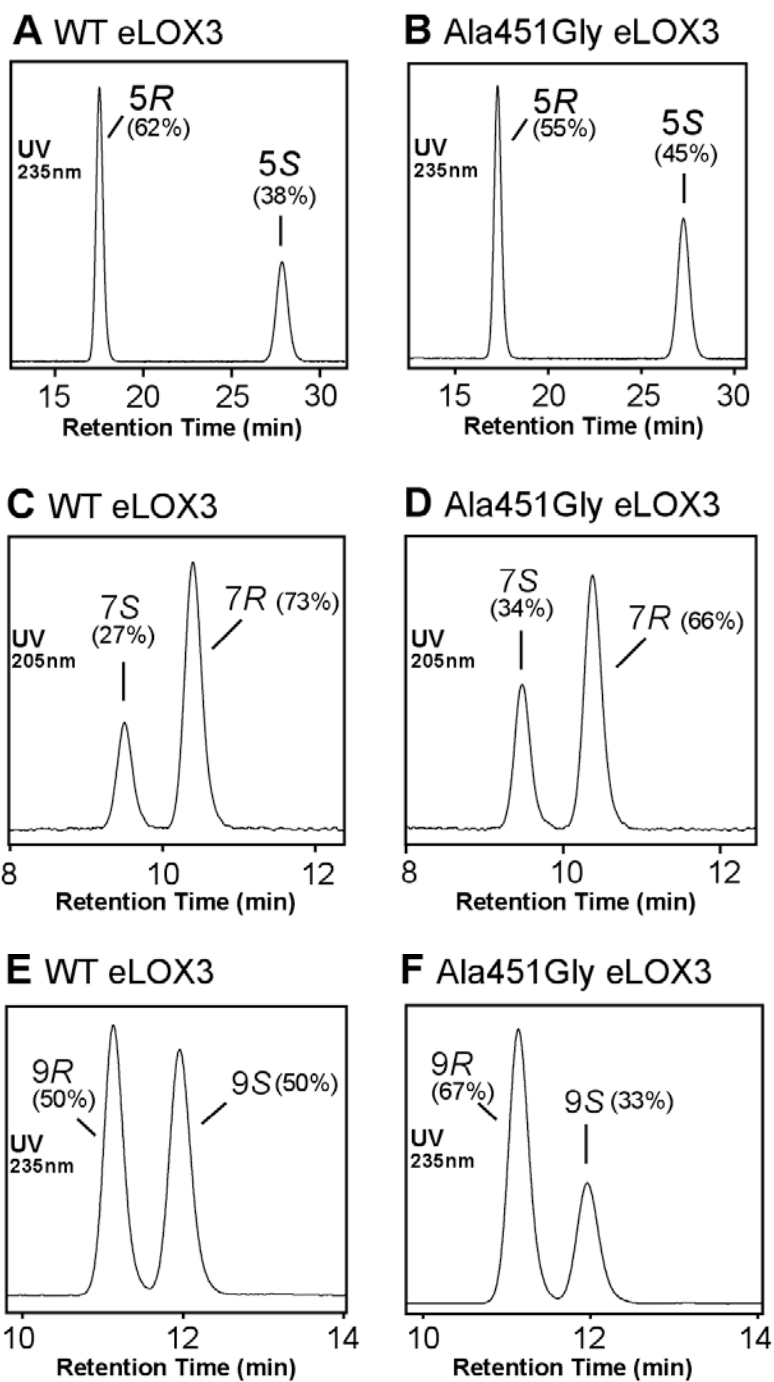 A WT eLOX3
5R
(62%)
UV
235nm
5S
(38%)
15 20 25 30
Retention Time (min)
B Ala451Gly eLOX3
5R
(55%)
UV
235nm
5S
(45%)
15 20 25 30
Retention Time (min)
C WT eLOX3
7S
(27%)
7R (73%)
UV
205nm
8 10 12
Retention Time (min)
D Ala451Gly eLOX3
7S
(34%)
7R (66%)
UV
205nm
8 10 12
Retention Time (min)
E WT eLOX3
9R
(50%)
9S (50%)
UV
235nm
10 12 14
Retention Time (min)
F Ala451Gly eLOX3
9R
(67%)
9S (33%)
UV
235nm
10 12 14
Retention Time (min)